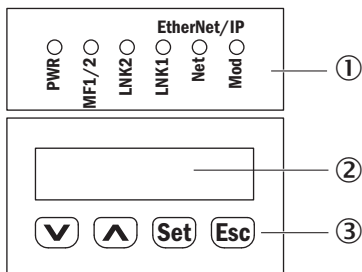 EtherNet/IP
PWR MF1/2 LNK2 LNK1 Net Mod
①
②
Set Esc
③